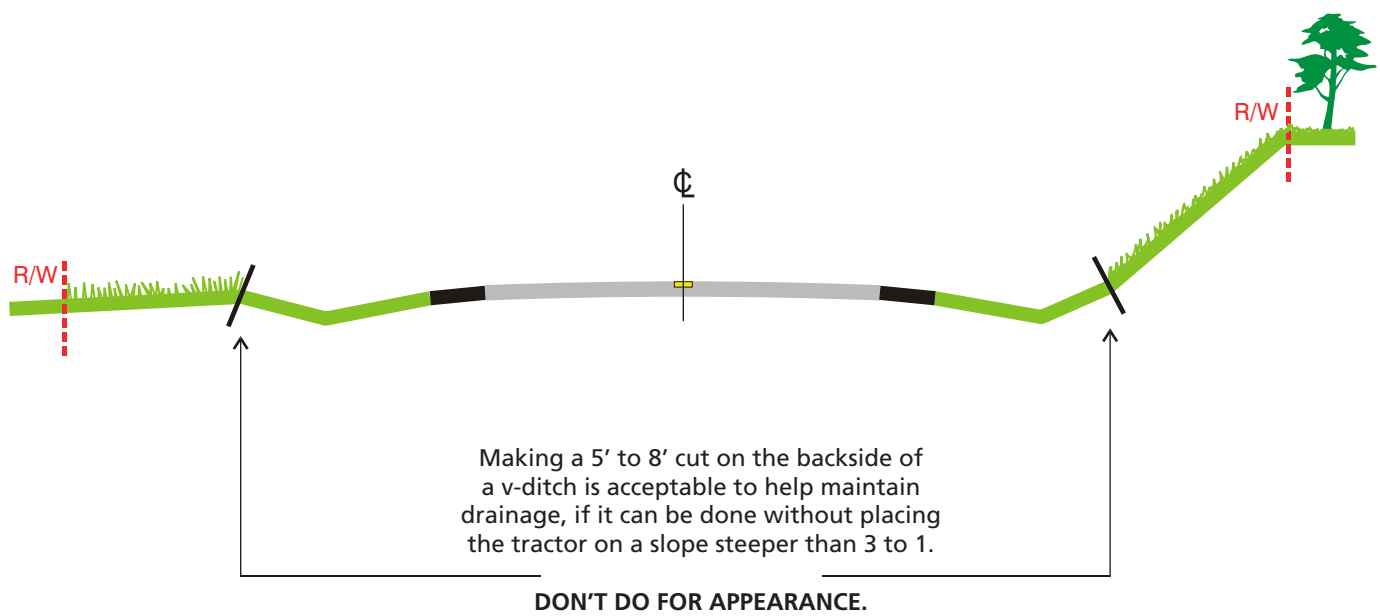 R/W
℄
R/W
Making a 5’ to 8’ cut on the backside of
a v-ditch is acceptable to help maintain
drainage, if it can be done without placing
the tractor on a slope steeper than 3 to 1.
DON’T DO FOR APPEARANCE.